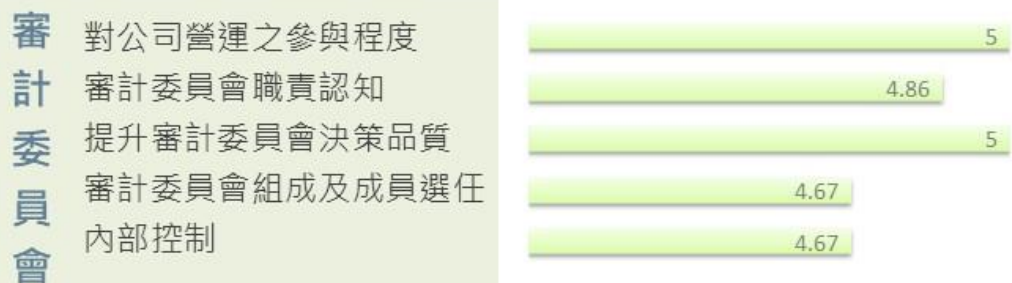 審計委員會
對公司營運之參與程度
5
審計委員會職責認知
4.86
提升審計委員會決策品質
5
審計委員會組成及成員選任
4.67
內部控制
4.67